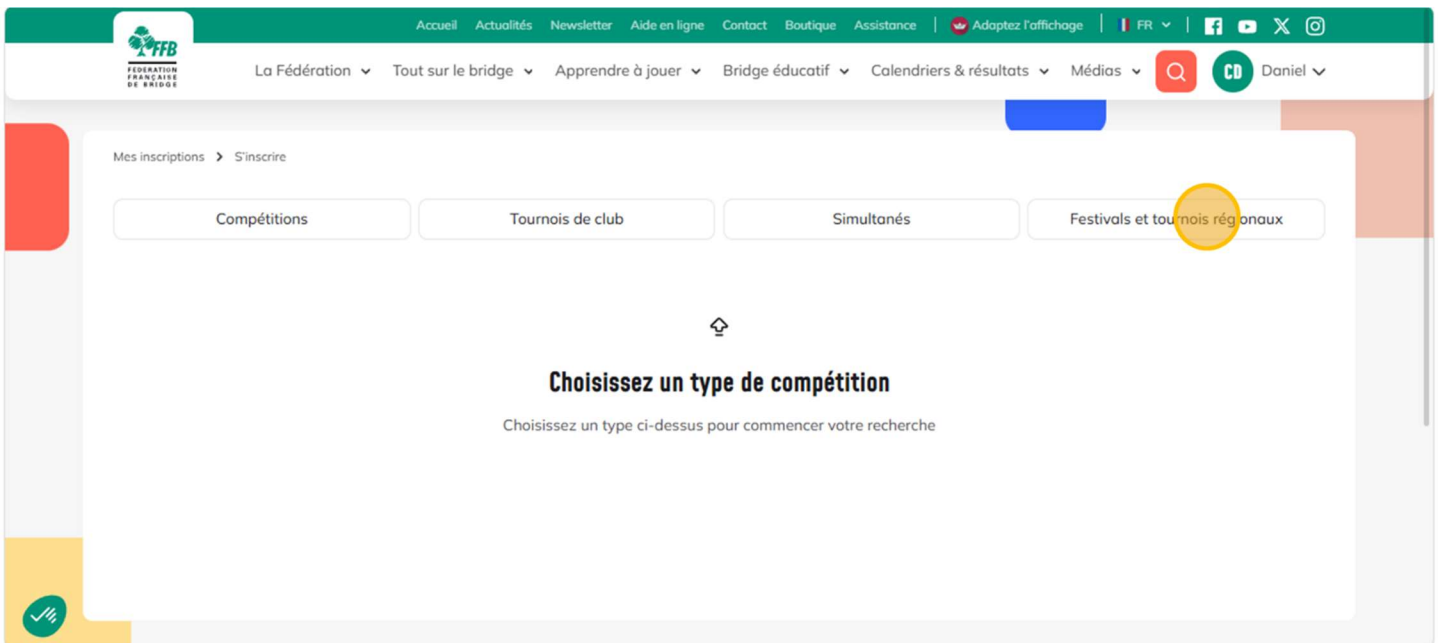 Accueil Actualités Newsletter Aide en ligne Contact Boutique Assistance Adaptez l'affichage FR
FFB
FEDERATION
FRANÇAISE
DE BRIDGE
La Fédération Tout sur le bridge Apprendre à jouer Bridge éducatif Calendriers & résultats Médias CD Daniel
Mes inscriptions > S'inscrire
Compétitions Tournois de club Simultanés Festivals et tournois régionaux
Choisissez un type de compétition
Choisissez un type ci-dessus pour commencer votre recherche